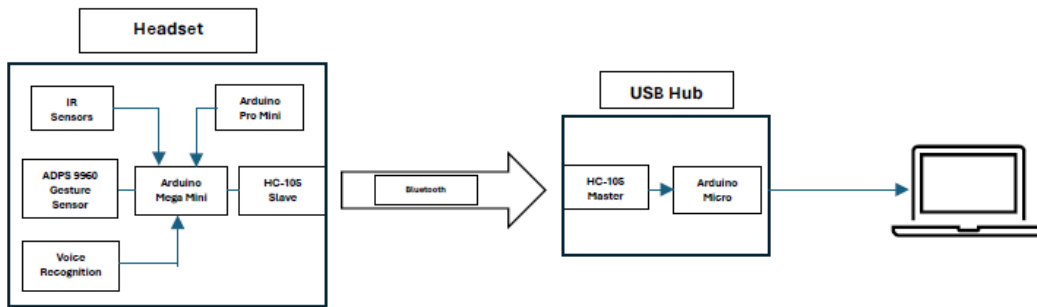 Headset
IR
Sensors
Arduino
Pro Mini
ADPS 9960
Gesture
Sensor
Arduino
Mega Mini
HC-105
Slave
Voice
Recognition
Bluetooth
USB Hub
HC-105
Master
Arduino
Micro